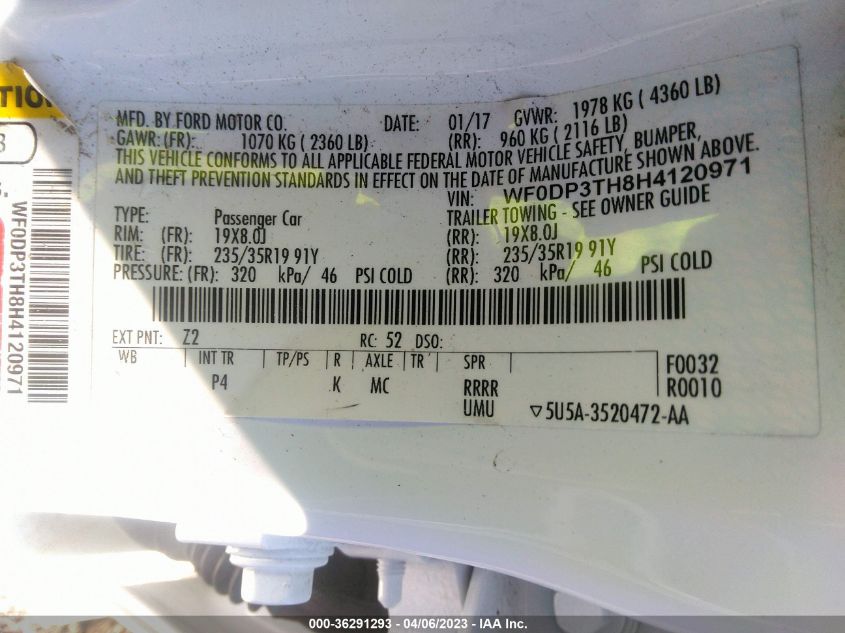 TION
MFD. BY FORD MOTOR CO. DATE: 01/17 GVWR: 1978 KG ( 4360 LB)
GAWR: (FR): 1070 KG ( 2360 LB) (RR): 960 KG ( 2116 LB)
THIS VEHICLE CONFORMS TO ALL APPLICABLE FEDERAL MOTOR VEHICLE SAFETY, BUMPER,
AND THEFT PREVENTION STANDARDS IN EFFECT ON THE DATE OF MANUFACTURE SHOWN ABOVE.
VIN: WF0DP3TH8H4120971
TYPE: Passenger Car TRAILER TOWING - SEE OWNER GUIDE
RIM: (FR): 19X8.0J (RR): 19X8.0J
TIRE: (FR): 235/35R19 91Y (RR): 235/35R19 91Y
PRESSURE: (FR): 320 kPa/ 46 PSI COLD (RR): 320 kPa/ 46 PSI COLD
EXT PNT: Z2 RC: 52 DSO:
WB INT TR TP/PS R AXLE TR SPR F0032
P4 K MC RRRR R0010
UMU ▽5U5A-3520472-AA
WF0DP3TH8H4120971
000-36291293 - 04/06/2023 - IAA Inc.